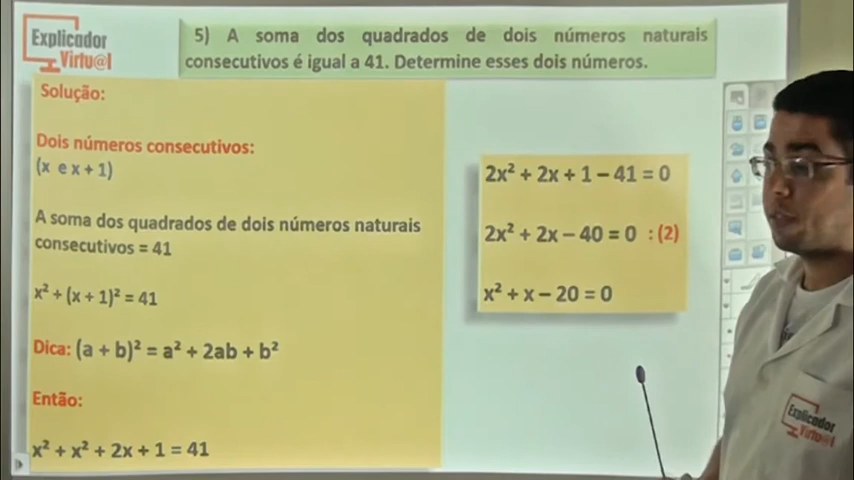 Explicador
Virtu@l
5) A soma dos quadrados de dois números naturais
consecutivos é igual a 41. Determine esses dois números.
Solução:
Dois números consecutivos:
(x e x + 1)
A soma dos quadrados de dois números naturais
consecutivos = 41
x² + (x + 1)² = 41
Dica: (a + b)² = a² + 2ab + b²
Então:
x² + x² + 2x + 1 = 41
2x² + 2x + 1 – 41 = 0
2x² + 2x – 40 = 0 : (2)
x² + x – 20 = 0
Explicador
Virtu@l